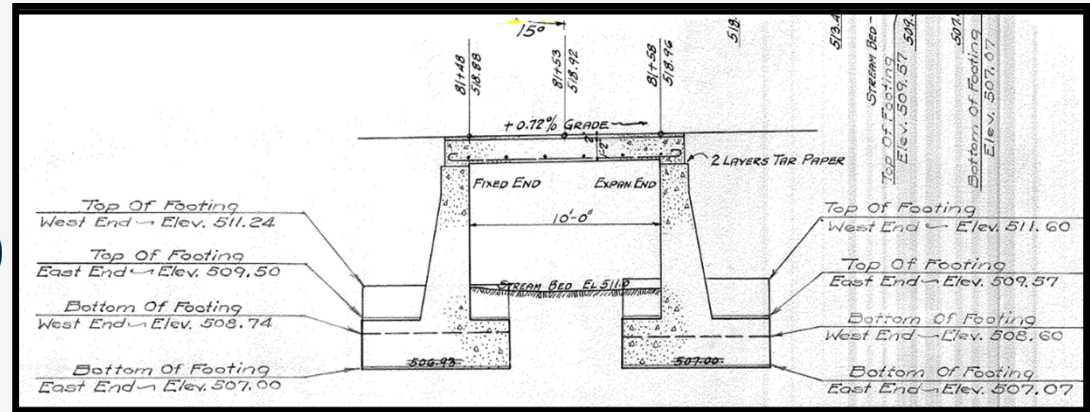 15°
518.
513.4
STREAM BED-
509.
507.
Top Of Footing
Elev. 509.57
Bottom Of Footing
Elev. 507.07
81+48
518.88
81+53
518.92
81+58
518.96
+0.72% GRADE
2 LAYERS TAR PAPER
FIXED END
EXPAN. END
10'-0"
Top Of Footing
West End - Elev. 511.24
Top Of Footing
East End - Elev. 509.50
Bottom Of Footing
West End - Elev. 508.74
Bottom Of Footing
East End - Elev. 507.00
STREAM BED EL 511.0
506.93
507.00
Top Of Footing
West End - Elev. 511.60
Top Of Footing
East End - Elev. 509.57
Bottom Of Footing
West End - Elev. 508.60
Bottom Of Footing
East End - Elev. 507.07